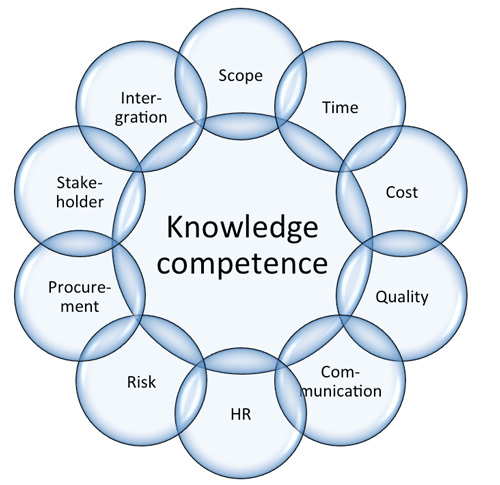 Scope
Time
Cost
Quality
Com-
munication
HR
Risk
Procure-
ment
Stake-
holder
Inter-
gration
Knowledge
competence